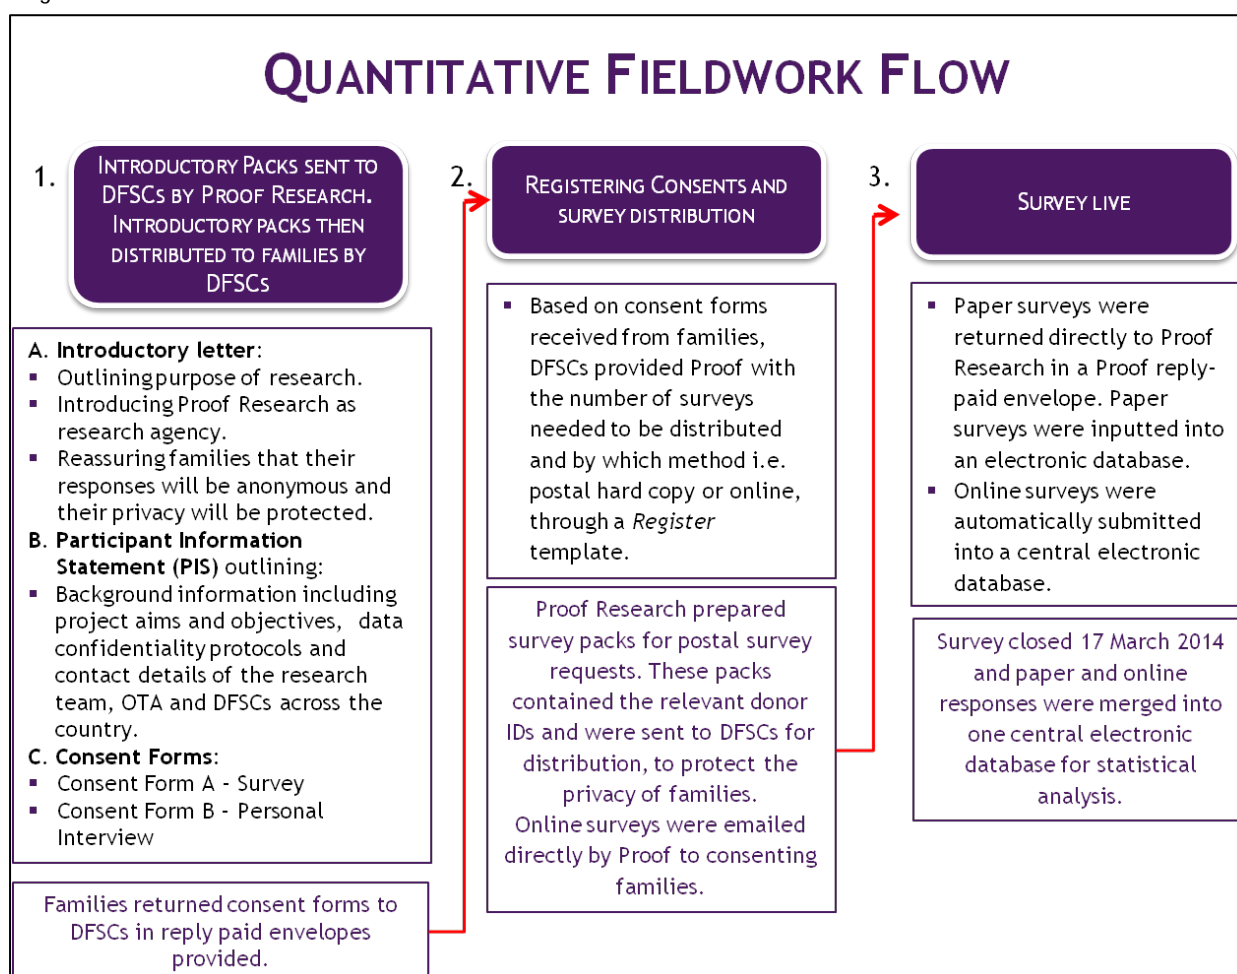 QUANTITATIVE FIELDWORK FLOW
1.
INTRODUCTORY PACKS SENT TO
DFSCS BY PROOF RESEARCH.
INTRODUCTORY PACKS THEN
DISTRIBUTED TO FAMILIES BY
DFSCS
A. Introductory letter:
▪ Outlining purpose of research.
▪ Introducing Proof Research as
research agency.
▪ Reassuring families that their
responses will be anonymous and
their privacy will be protected.
B. Participant Information
Statement (PIS) outlining:
▪ Background information including
project aims and objectives, data
confidentiality protocols and
contact details of the research
team, OTA and DFSCs across the
country.
C. Consent Forms:
▪ Consent Form A - Survey
▪ Consent Form B - Personal
Interview
Families returned consent forms to
DFSCs in reply paid envelopes
provided.
2.
REGISTERING CONSENTS AND
SURVEY DISTRIBUTION
▪ Based on consent forms
received from families,
DFSCs provided Proof with
the number of surveys
needed to be distributed
and by which method i.e.
postal hard copy or online,
through a Register
template.
Proof Research prepared
survey packs for postal survey
requests. These packs
contained the relevant donor
IDs and were sent to DFSCs for
distribution, to protect the
privacy of families.
Online surveys were emailed
directly by Proof to consenting
families.
3.
SURVEY LIVE
▪ Paper surveys were
returned directly to Proof
Research in a Proof reply-
paid envelope. Paper
surveys were inputted into
an electronic database.
▪ Online surveys were
automatically submitted
into a central electronic
database.
Survey closed 17 March 2014
and paper and online
responses were merged into
one central electronic
database for statistical
analysis.